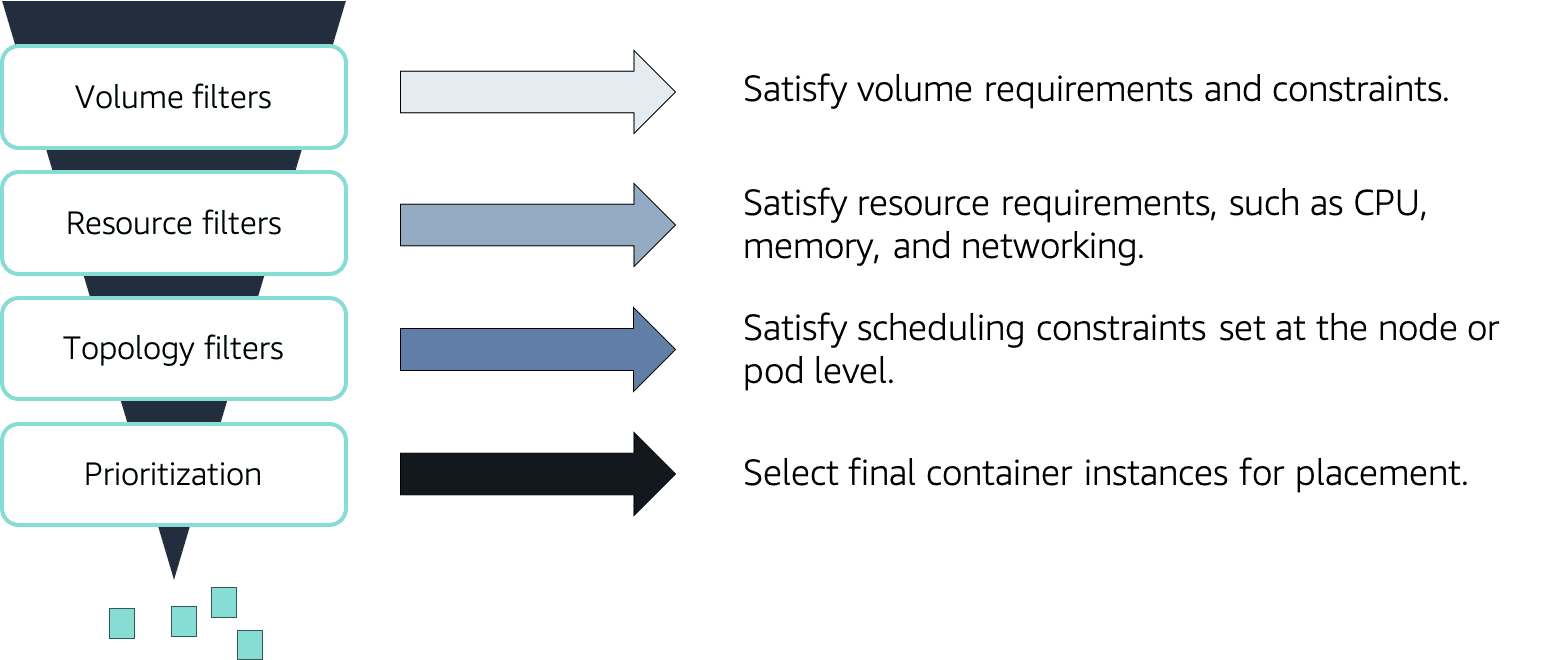 Volume filters
Satisfy volume requirements and constraints.
Resource filters
Satisfy resource requirements, such as CPU,
memory, and networking.
Topology filters
Satisfy scheduling constraints set at the node or
pod level.
Prioritization
Select final container instances for placement.